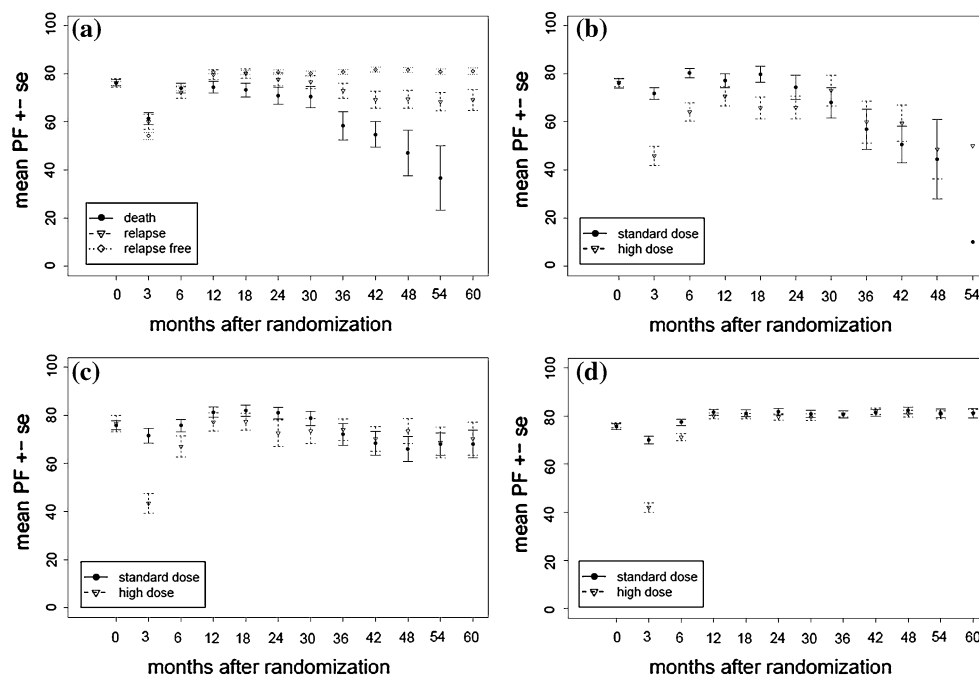 (a)
mean PF +- se
0 20 40 60 80 100
death
relapse
relapse free
0 3 6 12 18 24 30 36 42 48 54 60
months after randomization
(b)
mean PF +- se
0 20 40 60 80 100
standard dose
high dose
0 3 6 12 18 24 30 36 42 48 54
months after randomization
(c)
mean PF +- se
0 20 40 60 80 100
standard dose
high dose
0 3 6 12 18 24 30 36 42 48 54 60
months after randomization
(d)
mean PF +- se
0 20 40 60 80 100
standard dose
high dose
0 3 6 12 18 24 30 36 42 48 54 60
months after randomization